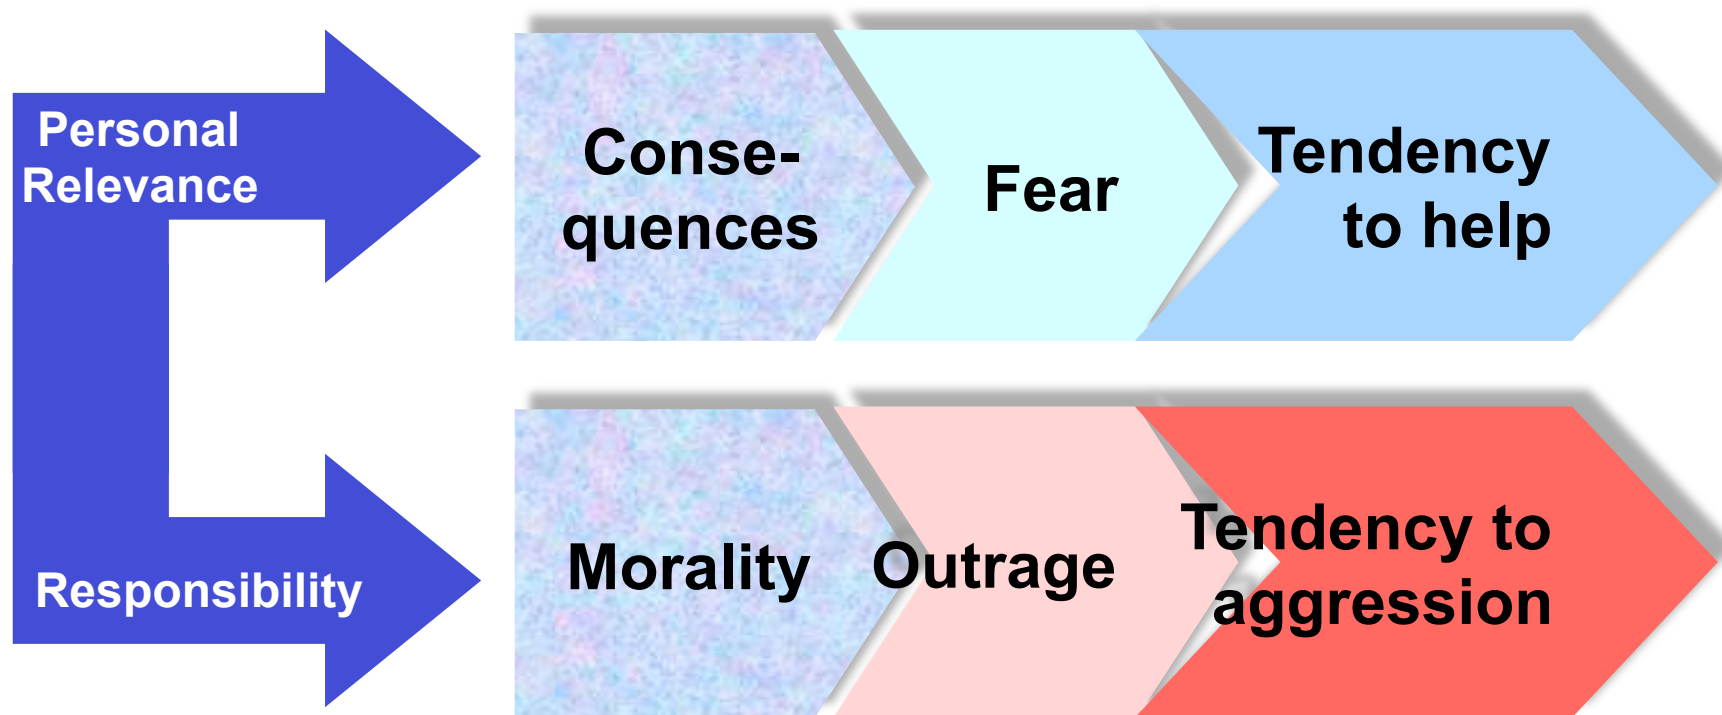 Personal
Relevance
Conse-
quences
Fear
Tendency
to help
Responsibility
Morality
Outrage
Tendency to
aggression